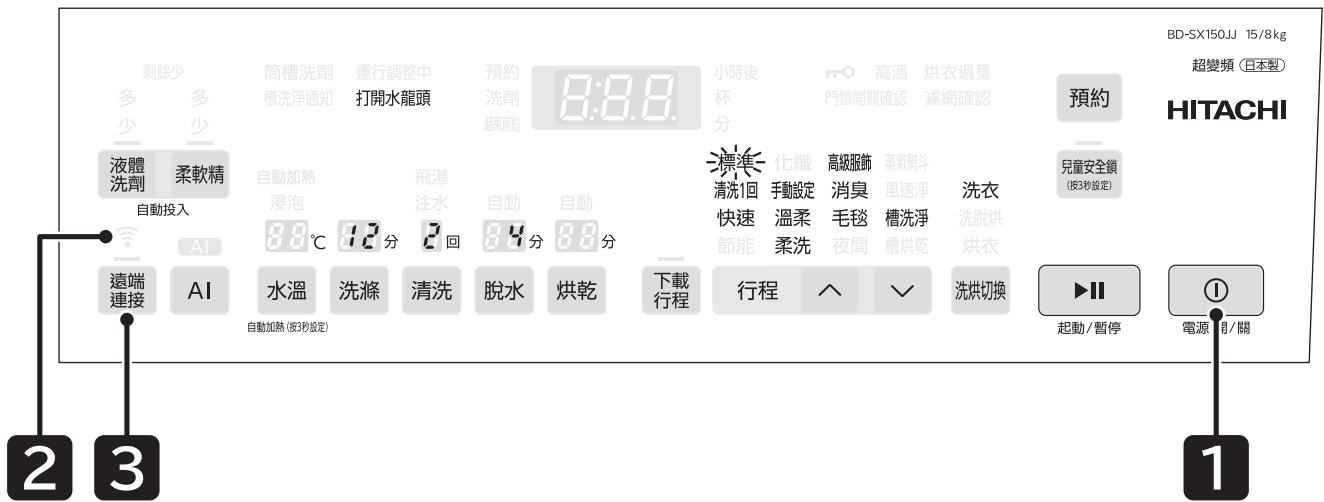 BD-SX150JJ 15/8kg
超變頻 日本製
HITACHI
剩餘少
多 多
少 少
液體洗劑
柔軟精
自動投入
筒槽洗劑 運行調整中
槽洗淨通知 打開水龍頭
預約
洗劑
8:88
小時後
杯
分
高溫 烘衣過量
門鎖開關確認 濾網確認
預約
兒童安全鎖
(按3秒設定)
自動加熱
浸泡
飛瀑
注水
自動 自動
88℃ 12分 2回 4分 88分
標準 化纖 高級服飾 蒸氣熨斗
清洗1回 手動設定 消臭 風速淨 洗衣
快速 溫柔 毛毯 槽洗淨 洗脫烘
節能 柔洗 夜間 槽烘乾 烘衣
AI
遠端連接
AI
水溫
洗滌
清洗
脫水
烘乾
下載行程
行程
洗烘切換
自動加熱 (按3秒設定)
起動/暫停
電源 開/關
2
3
1